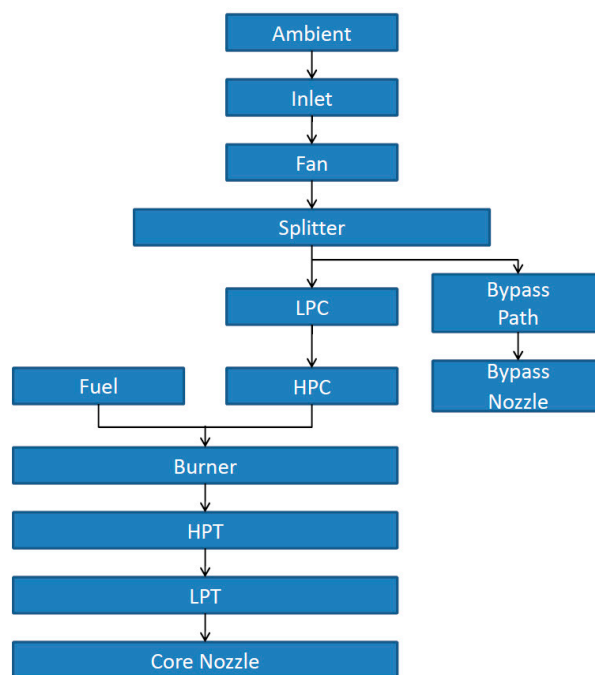 Ambient
Inlet
Fan
Splitter
LPC
Bypass
Path
Fuel
HPC
Bypass
Nozzle
Burner
HPT
LPT
Core Nozzle